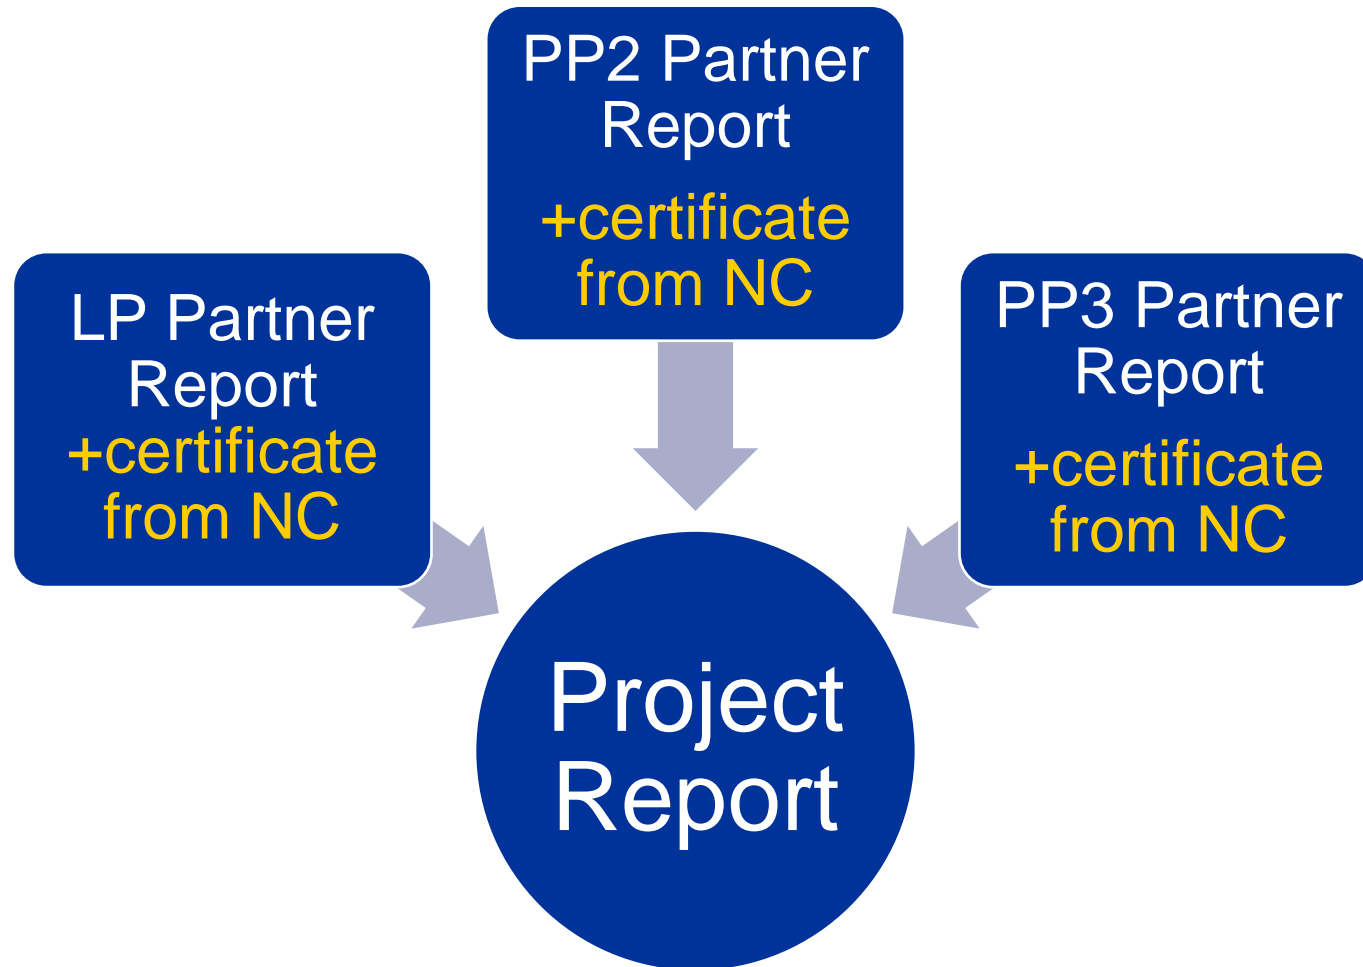 PP2 Partner
Report
+certificate
from NC
LP Partner
Report
+certificate
from NC
PP3 Partner
Report
+certificate
from NC
Project
Report